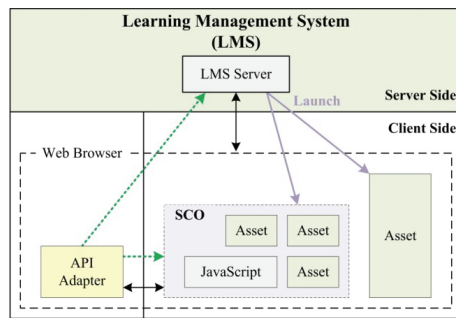 Learning Management System
(LMS)
LMS Server
Launch
Server Side
Client Side
Web Browser
SCO
Asset
Asset
Asset
API
Adapter
JavaScript
Asset